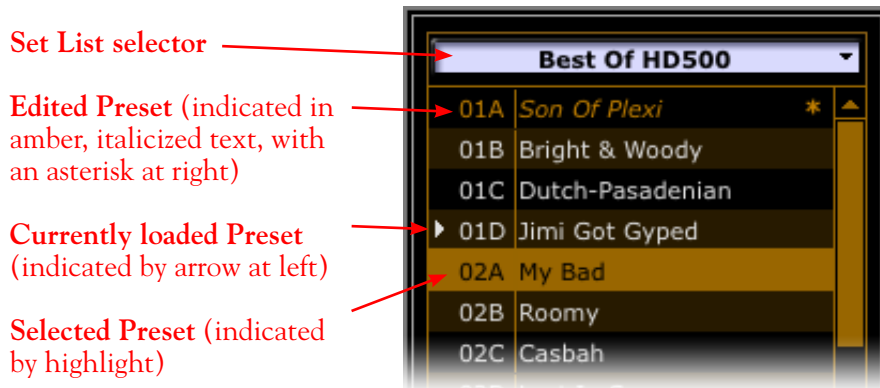 Set List selector
Edited Preset (indicated in
amber, italicized text, with
an asterisk at right)
Currently loaded Preset
(indicated by arrow at left)
Selected Preset (indicated
by highlight)
Best Of HD500
01A Son Of Plexi *
01B Bright & Woody
01C Dutch-Pasadenian
01D Jimi Got Gyped
02A My Bad
02B Roomy
02C Casbah